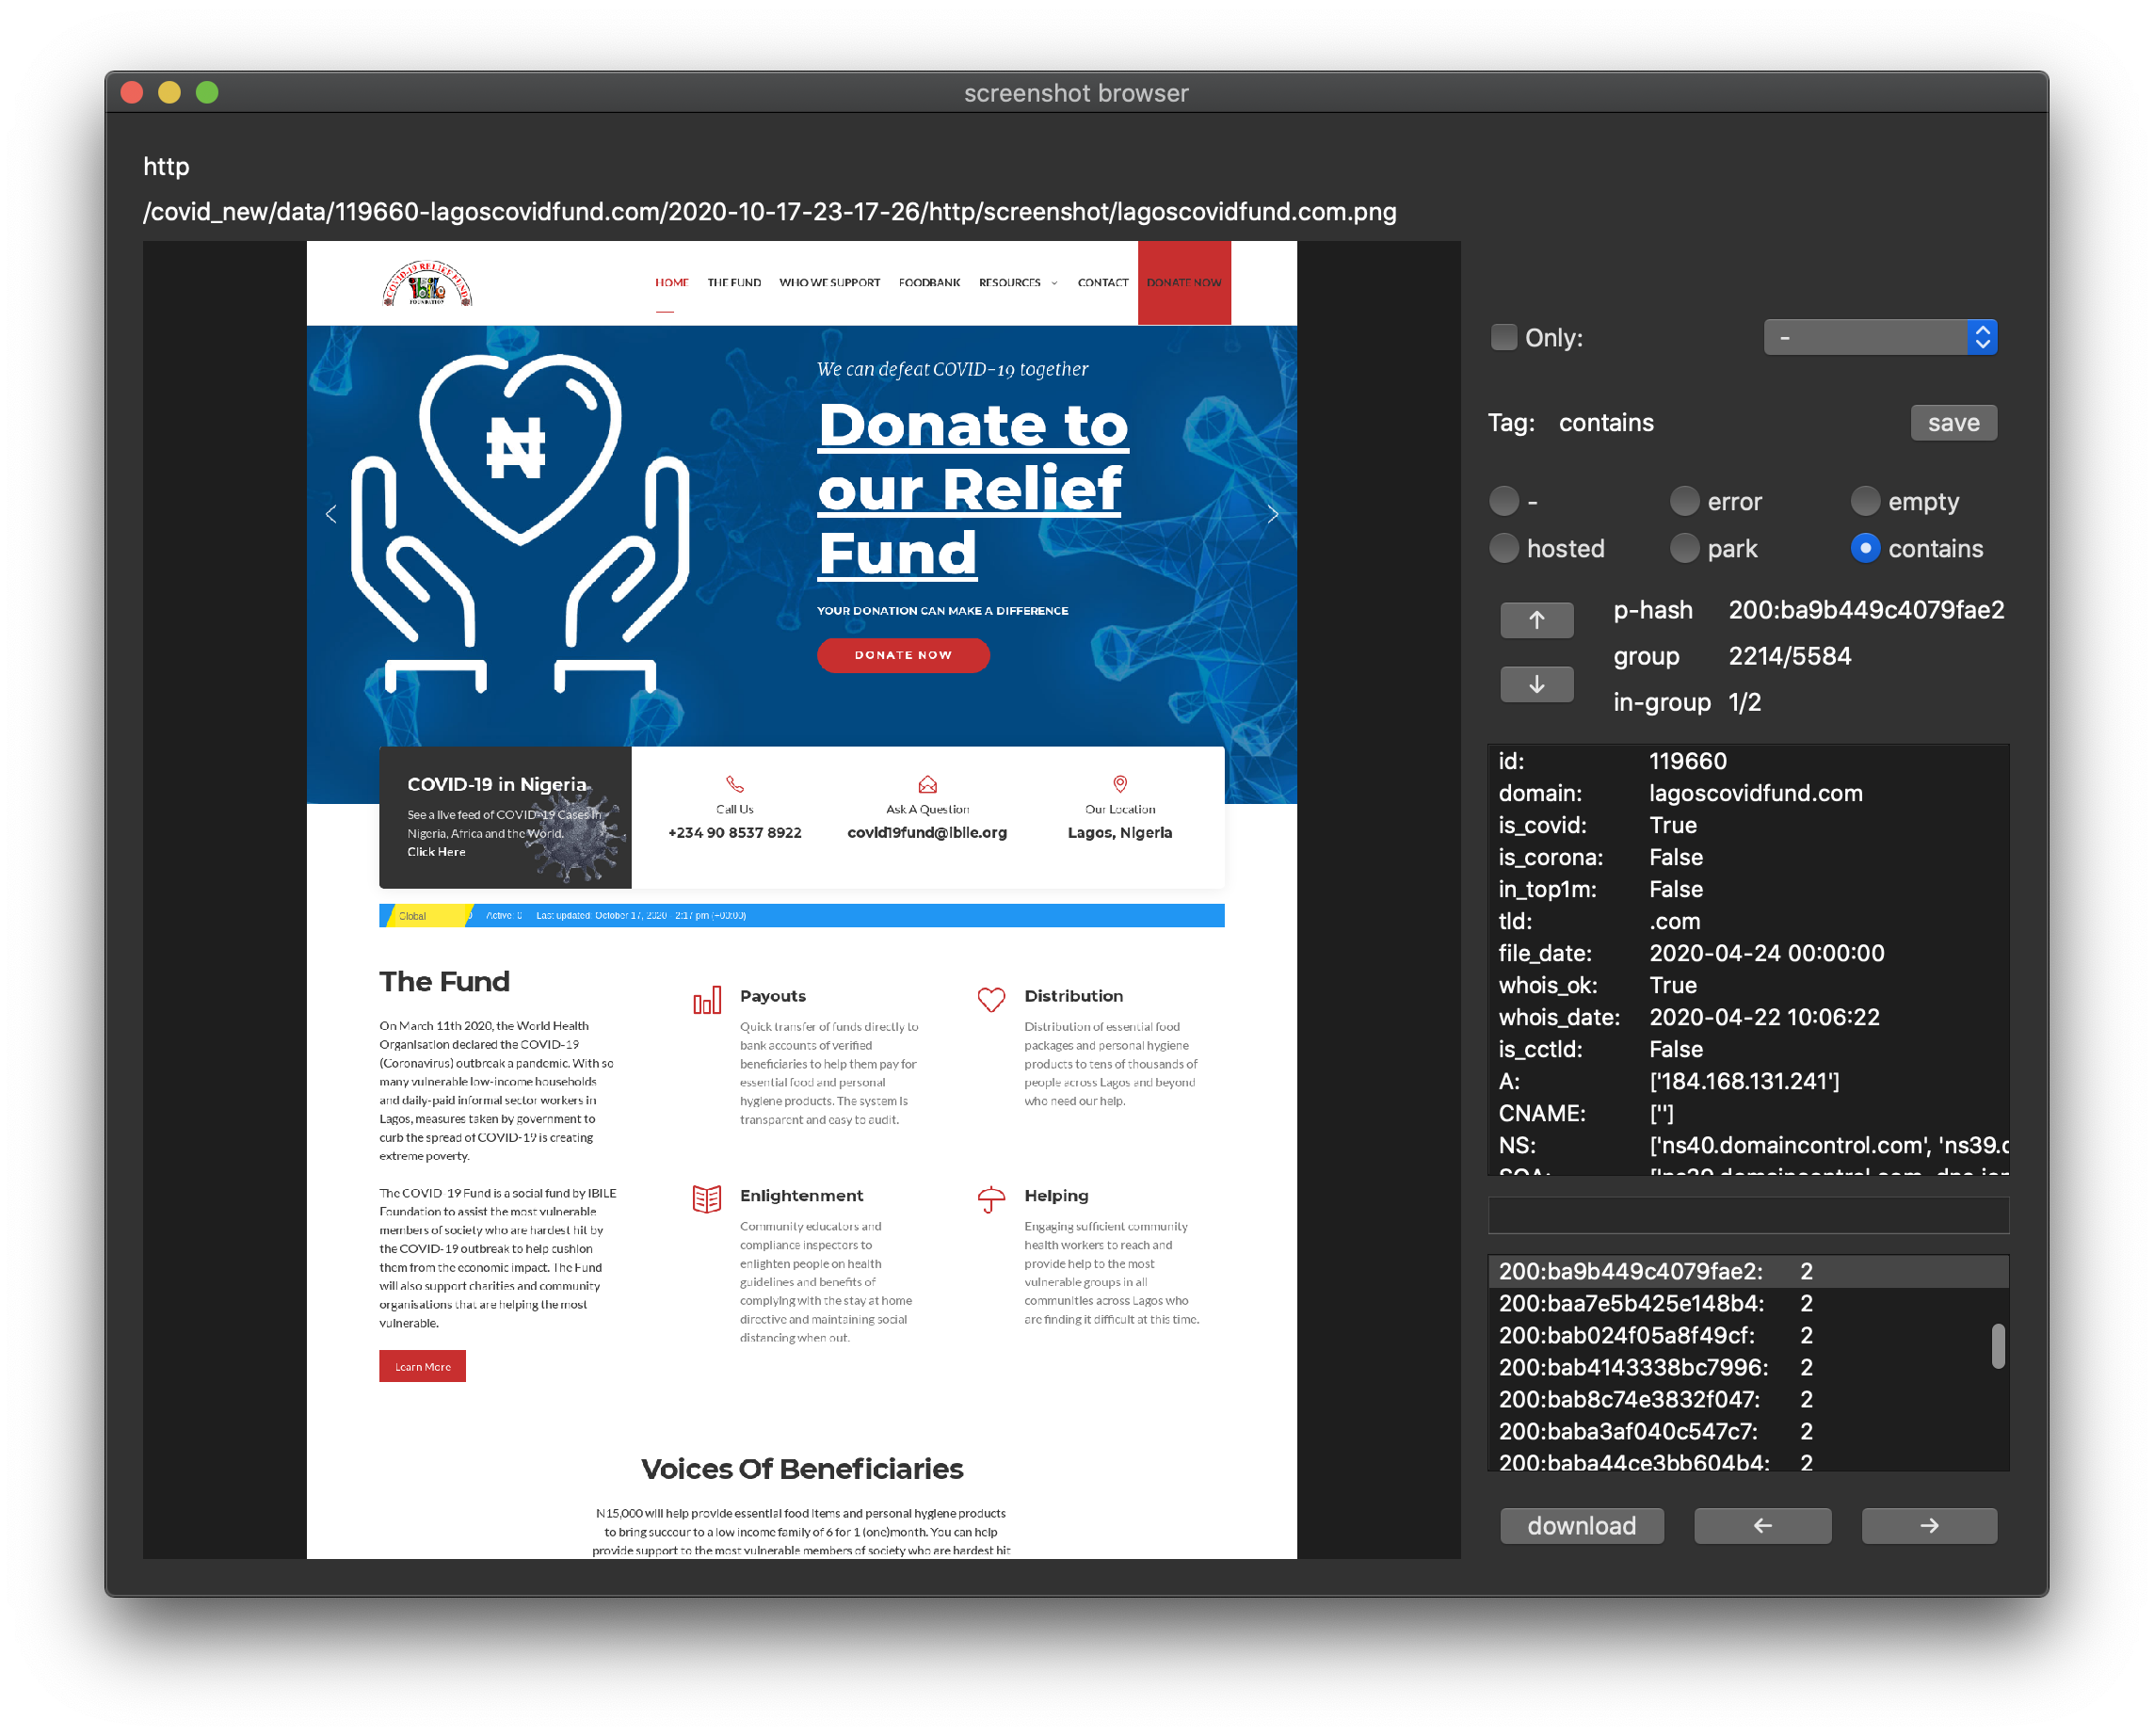 screenshot browser
http
/covid_new/data/119660-lagoscovidfund.com/2020-10-17-23-17-26/http/screenshot/lagoscovidfund.com.png
COVID-19 RELIEF FUND
FOUNDATION
HOME THE FUND WHO WE SUPPORT FOODBANK RESOURCES CONTACT DONATE NOW
We can defeat COVID-19 together
Donate to
our Relief
Fund
₦
YOUR DONATION CAN MAKE A DIFFERENCE
DONATE NOW
COVID-19 in Nigeria
See a live feed of COVID-19 Cases in
Nigeria, Africa and the World.
Click Here
Call Us
+234 90 8537 8922
Ask A Question
covid19fund@ibile.org
Our Location
Lagos, Nigeria
Global 0 Active: 0 Last updated: October 17, 2020 - 2:17 pm (+00:00)
The Fund
On March 11th 2020, the World Health
Organisation declared the COVID-19
(Coronavirus) outbreak a pandemic. With so
many vulnerable low-income households
and daily-paid informal sector workers in
Lagos, measures taken by government to
curb the spread of COVID-19 is creating
extreme poverty.
The COVID-19 Fund is a social fund by IBILE
Foundation to assist the most vulnerable
members of society who are hardest hit by
the COVID-19 outbreak to help cushion
them from the economic impact. The Fund
will also support charities and community
organisations that are helping the most
vulnerable.
Learn More
Payouts
Quick transfer of funds directly to
bank accounts of verified
beneficiaries to help them pay for
essential food and personal
hygiene products. The system is
transparent and easy to audit.
Distribution
Distribution of essential food
packages and personal hygiene
products to tens of thousands of
people across Lagos and beyond
who need our help.
Enlightenment
Community educators and
compliance inspectors to
enlighten people on health
guidelines and benefits of
complying with the stay at home
directive and maintaining social
distancing when out.
Helping
Engaging sufficient community
health workers to reach and
provide help to the most
vulnerable groups in all
communities across Lagos who
are finding it difficult at this time.
Voices Of Beneficiaries
N15,000 will help provide essential food items and personal hygiene products
to bring succour to a low income family of 6 for 1 (one)month. You can help
provide support to the most vulnerable members of society who are hardest hit
Only: -
Tag: contains save
- error empty
hosted park contains
p-hash 200:ba9b449c4079fae2
group 2214/5584
in-group 1/2
id: 119660
domain: lagoscovidfund.com
is_covid: True
is_corona: False
in_top1m: False
tld: .com
file_date: 2020-04-24 00:00:00
whois_ok: True
whois_date: 2020-04-22 10:06:22
is_cctld: False
A: ['184.168.131.241']
CNAME: ['']
NS: ['ns40.domaincontrol.com', 'ns39.c
SOA: ['ns39.domaincontrol.com. dns.jom
200:ba9b449c4079fae2: 2
200:baa7e5b425e148b4: 2
200:bab024f05a8f49cf: 2
200:bab4143338bc7996: 2
200:bab8c74e3832f047: 2
200:baba3af040c547c7: 2
200:baba44ce3bb604b4: 2
download ← →